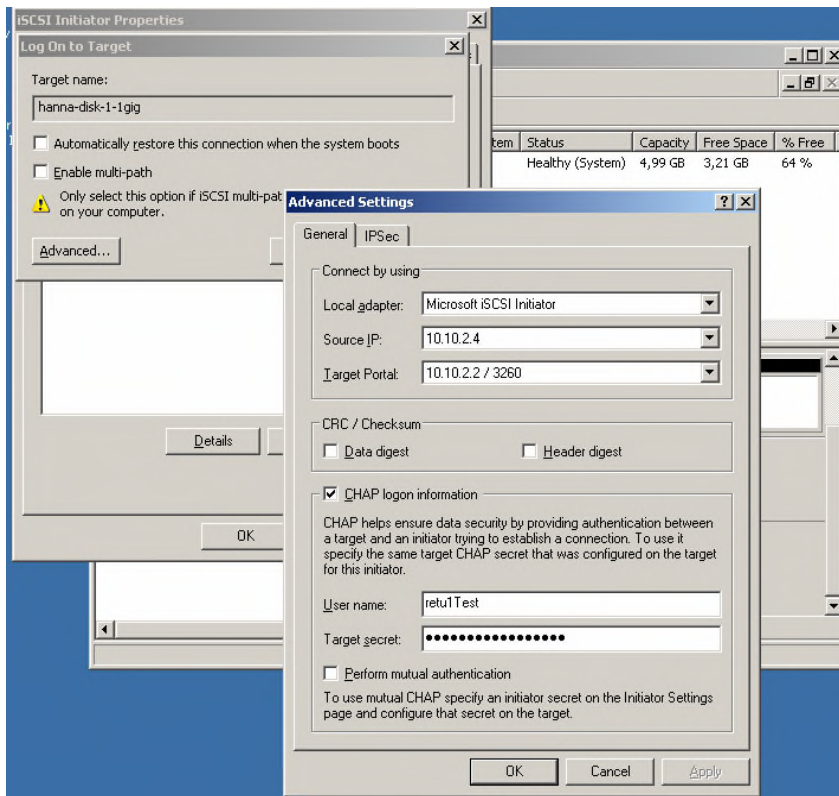 iSCSI Initiator Properties
Log On to Target
Target name:
hanna-disk-1-1gig
Automatically restore this connection when the system boots
Enable multi-path
Only select this option if iSCSI multi-pat
on your computer.
Advanced...
Details
OK
Status Capacity Free Space % Free
Healthy (System) 4,99 GB 3,21 GB 64 %
Advanced Settings
General IPSec
Connect by using
Local adapter: Microsoft iSCSI Initiator
Source IP: 10.10.2.4
Target Portal: 10.10.2.2 / 3260
CRC / Checksum
Data digest Header digest
CHAP logon information
CHAP helps ensure data security by providing authentication between
a target and an initiator trying to establish a connection. To use it
specify the same target CHAP secret that was configured on the target
for this initiator.
User name: retu1Test
Target secret: •••••••••••••••••
Perform mutual authentication
To use mutual CHAP specify an initiator secret on the Initiator Settings
page and configure that secret on the target.
OK Cancel Apply